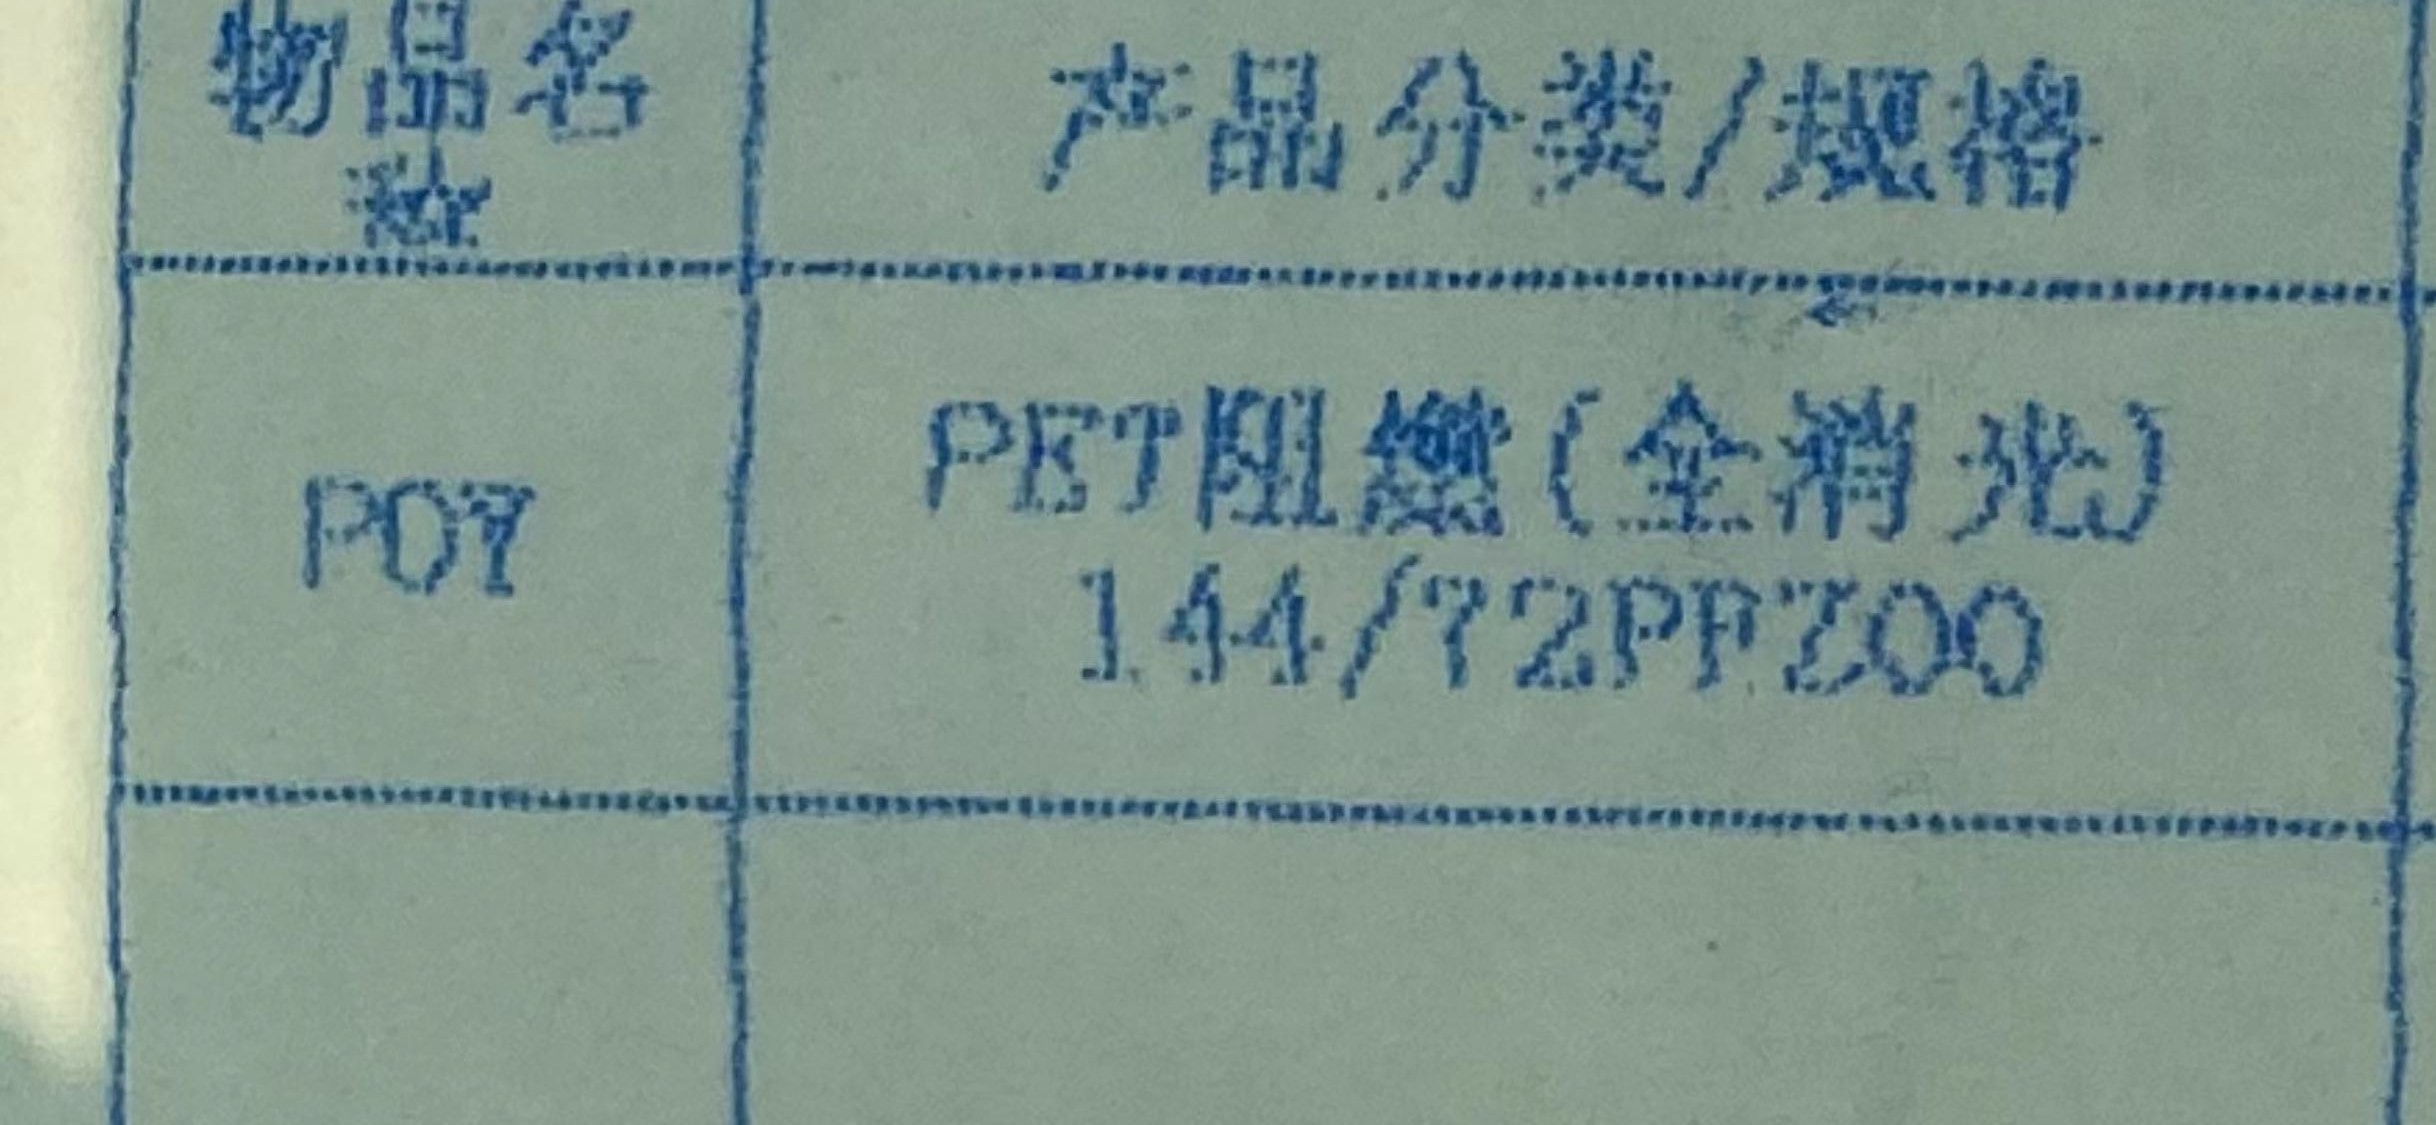 物品名
称
产品分类/规格
POY
PET阻燃(全消光)
144/72PFZ00